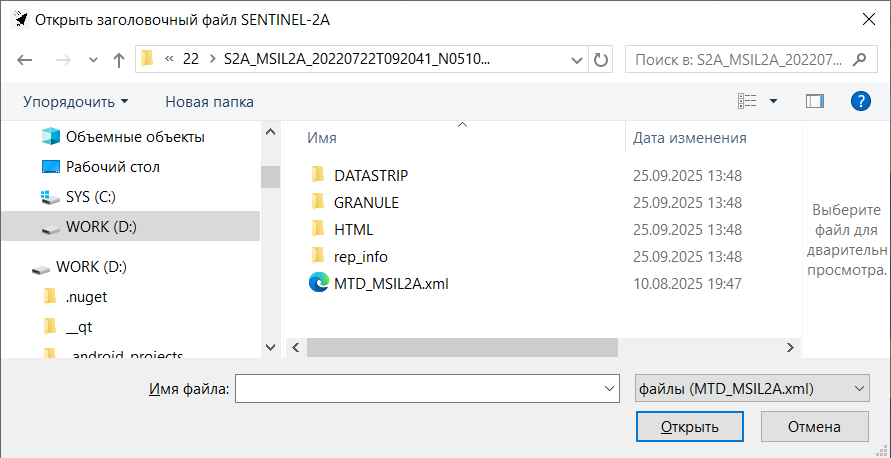 Открыть заголовочный файл SENTINEL-2A
« 22 > S2A_MSIL2A_20220722T092041_N0510...
Поиск в: S2A_MSIL2A_202207...
Упорядочить
Новая папка
?
Объемные объекты
Рабочий стол
SYS (C:)
WORK (D:)
WORK (D:)
.nuget
__qt
_android_projects
Имя
Дата изменения
DATASTRIP
25.09.2025 13:48
GRANULE
25.09.2025 13:48
HTML
25.09.2025 13:48
rep_info
25.09.2025 13:48
MTD_MSIL2A.xml
10.08.2025 19:47
Выберите
файл для
дварительн
просмотра.
Имя файла:
файлы (MTD_MSIL2A.xml)
Открыть
Отмена